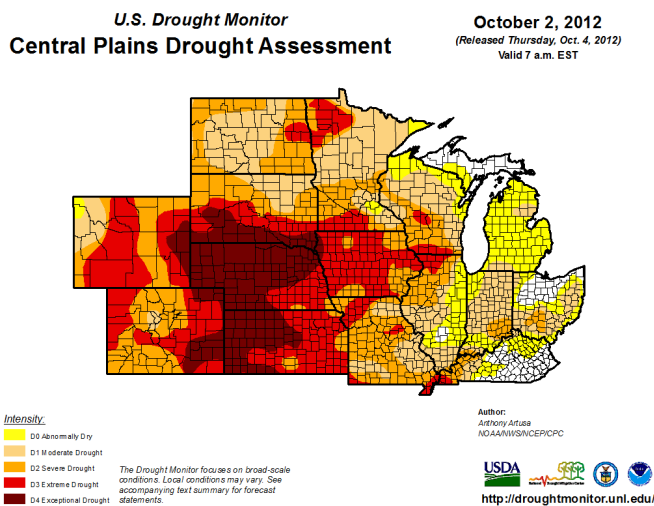 U.S. Drought Monitor
Central Plains Drought Assessment
October 2, 2012
(Released Thursday, Oct. 4, 2012)
Valid 7 a.m. EST
Intensity:
D0 Abnormally Dry
D1 Moderate Drought
D2 Severe Drought
D3 Extreme Drought
D4 Exceptional Drought
The Drought Monitor focuses on broad-scale
conditions. Local conditions may vary. See
accompanying text summary for forecast
statements.
Author:
Anthony Artusa
NOAA/NWS/NCEP/CPC
USDA
http://droughtmonitor.unl.edu/